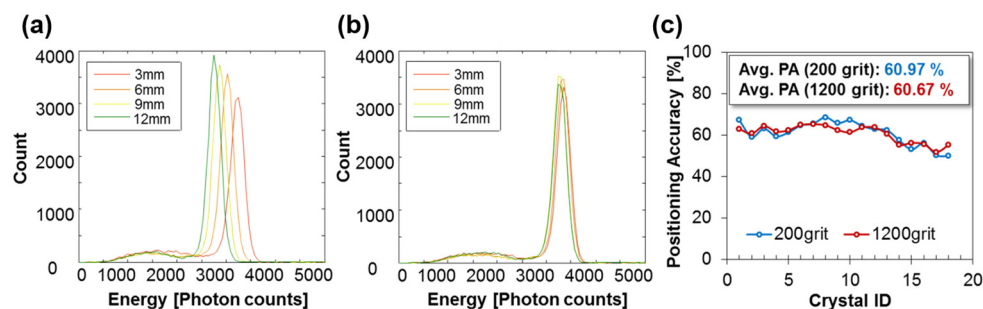 (a)
Count
4000
3000
2000
1000
0
3mm
6mm
9mm
12mm
1000 2000 3000 4000 5000
Energy [Photon counts]
(b)
Count
4000
3000
2000
1000
0
3mm
6mm
9mm
12mm
1000 2000 3000 4000 5000
Energy [Photon counts]
(c)
Positioning Accuracy [%]
100
80
60
40
20
0
Avg. PA (200 grit): 60.97 %
Avg. PA (1200 grit): 60.67 %
200grit 1200grit
0 5 10 15 20
Crystal ID